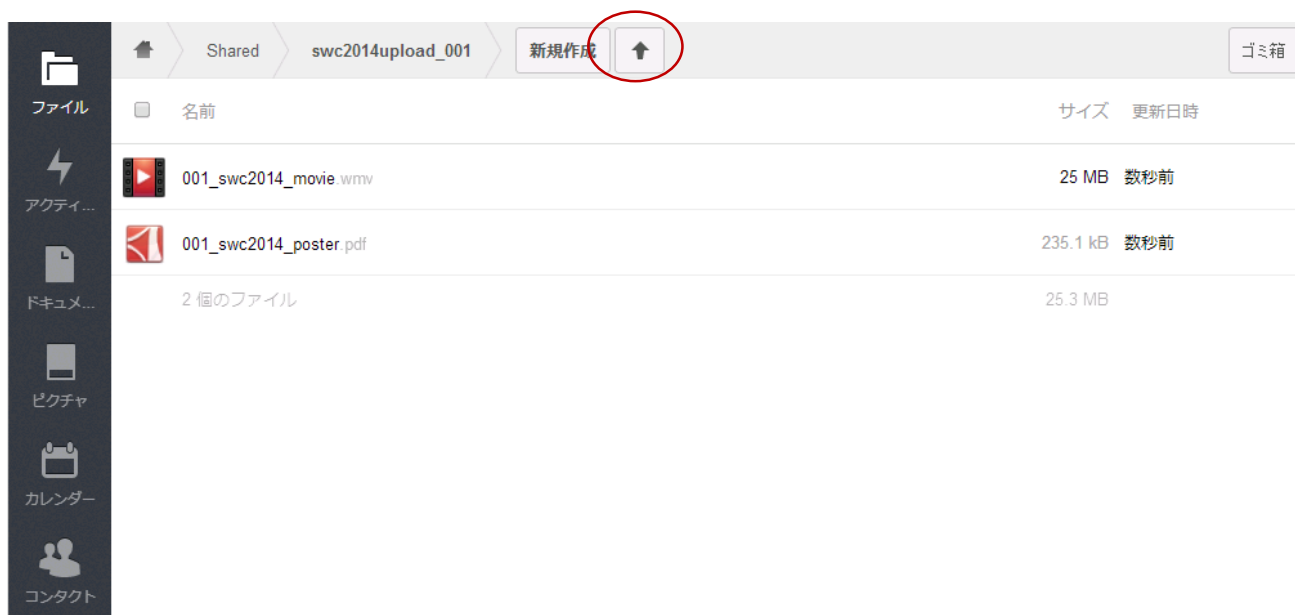 Shared
swc2014upload_001
新規作成
ゴミ箱
ファイル
アクティ...
ドキュメ...
ピクチャ
カレンダー
コンタクト
名前
サイズ
更新日時
001_swc2014_movie.wmv
25 MB
数秒前
001_swc2014_poster.pdf
235.1 kB
数秒前
2 個のファイル
25.3 MB